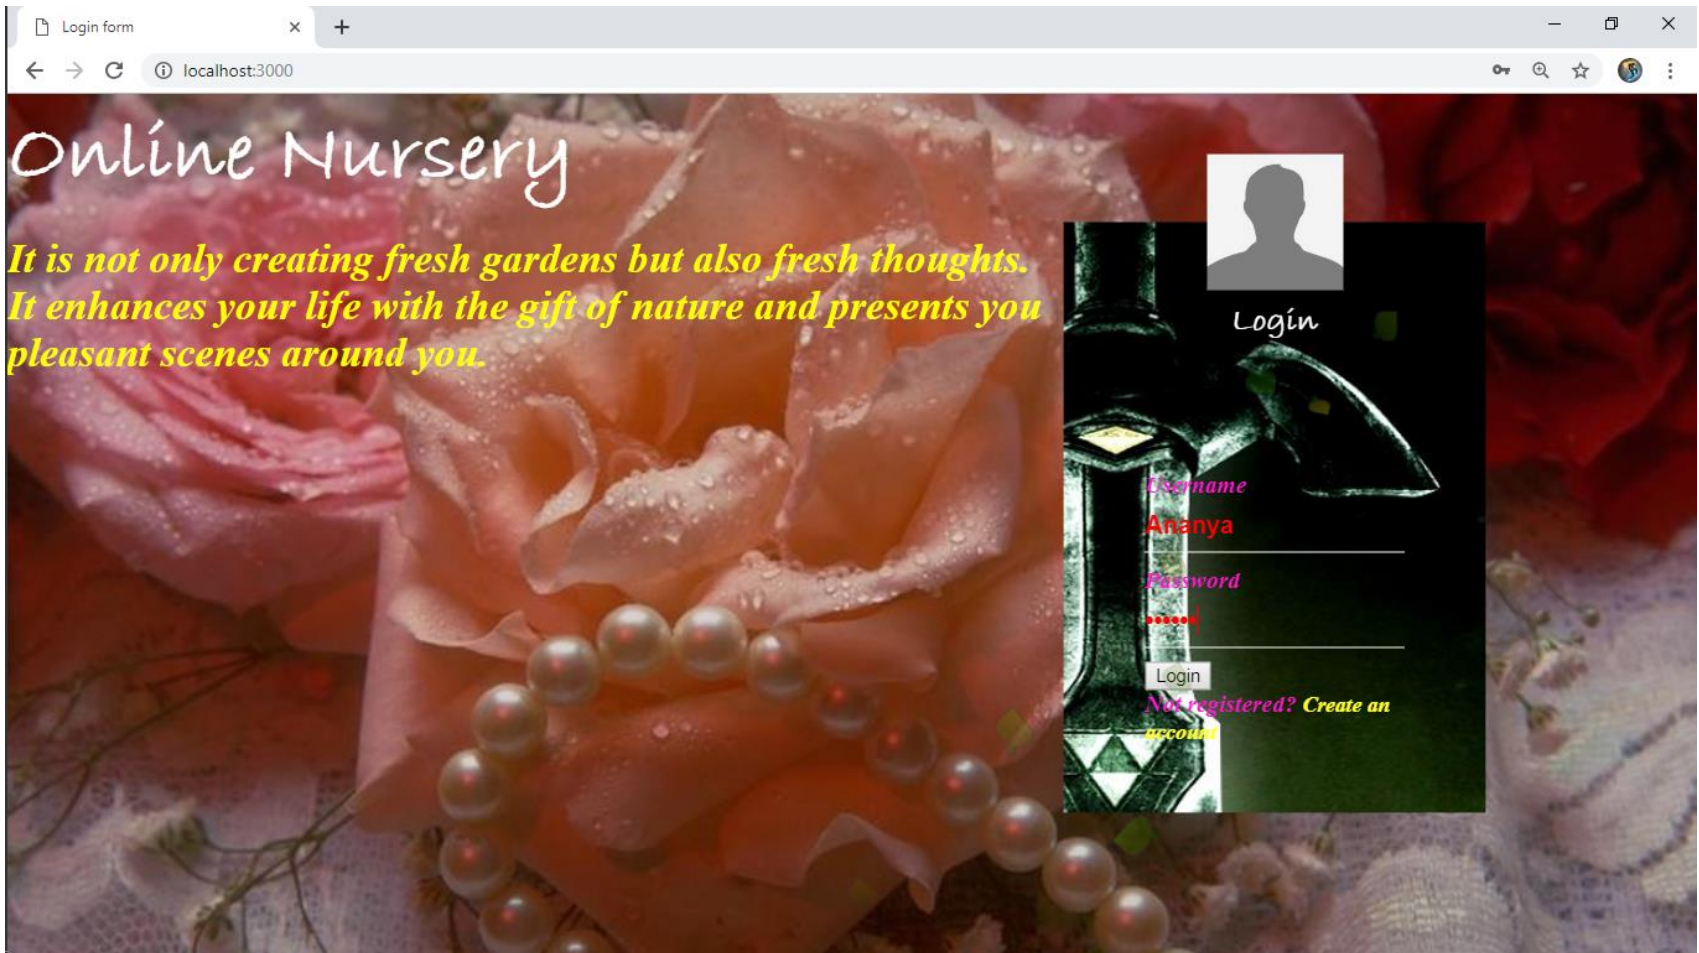 Login form
localhost:3000
Online Nursery
It is not only creating fresh gardens but also fresh thoughts.
It enhances your life with the gift of nature and presents you
pleasant scenes around you.
Login
Username
Ananya
Password
••••••
Login
Not registered? Create an
account